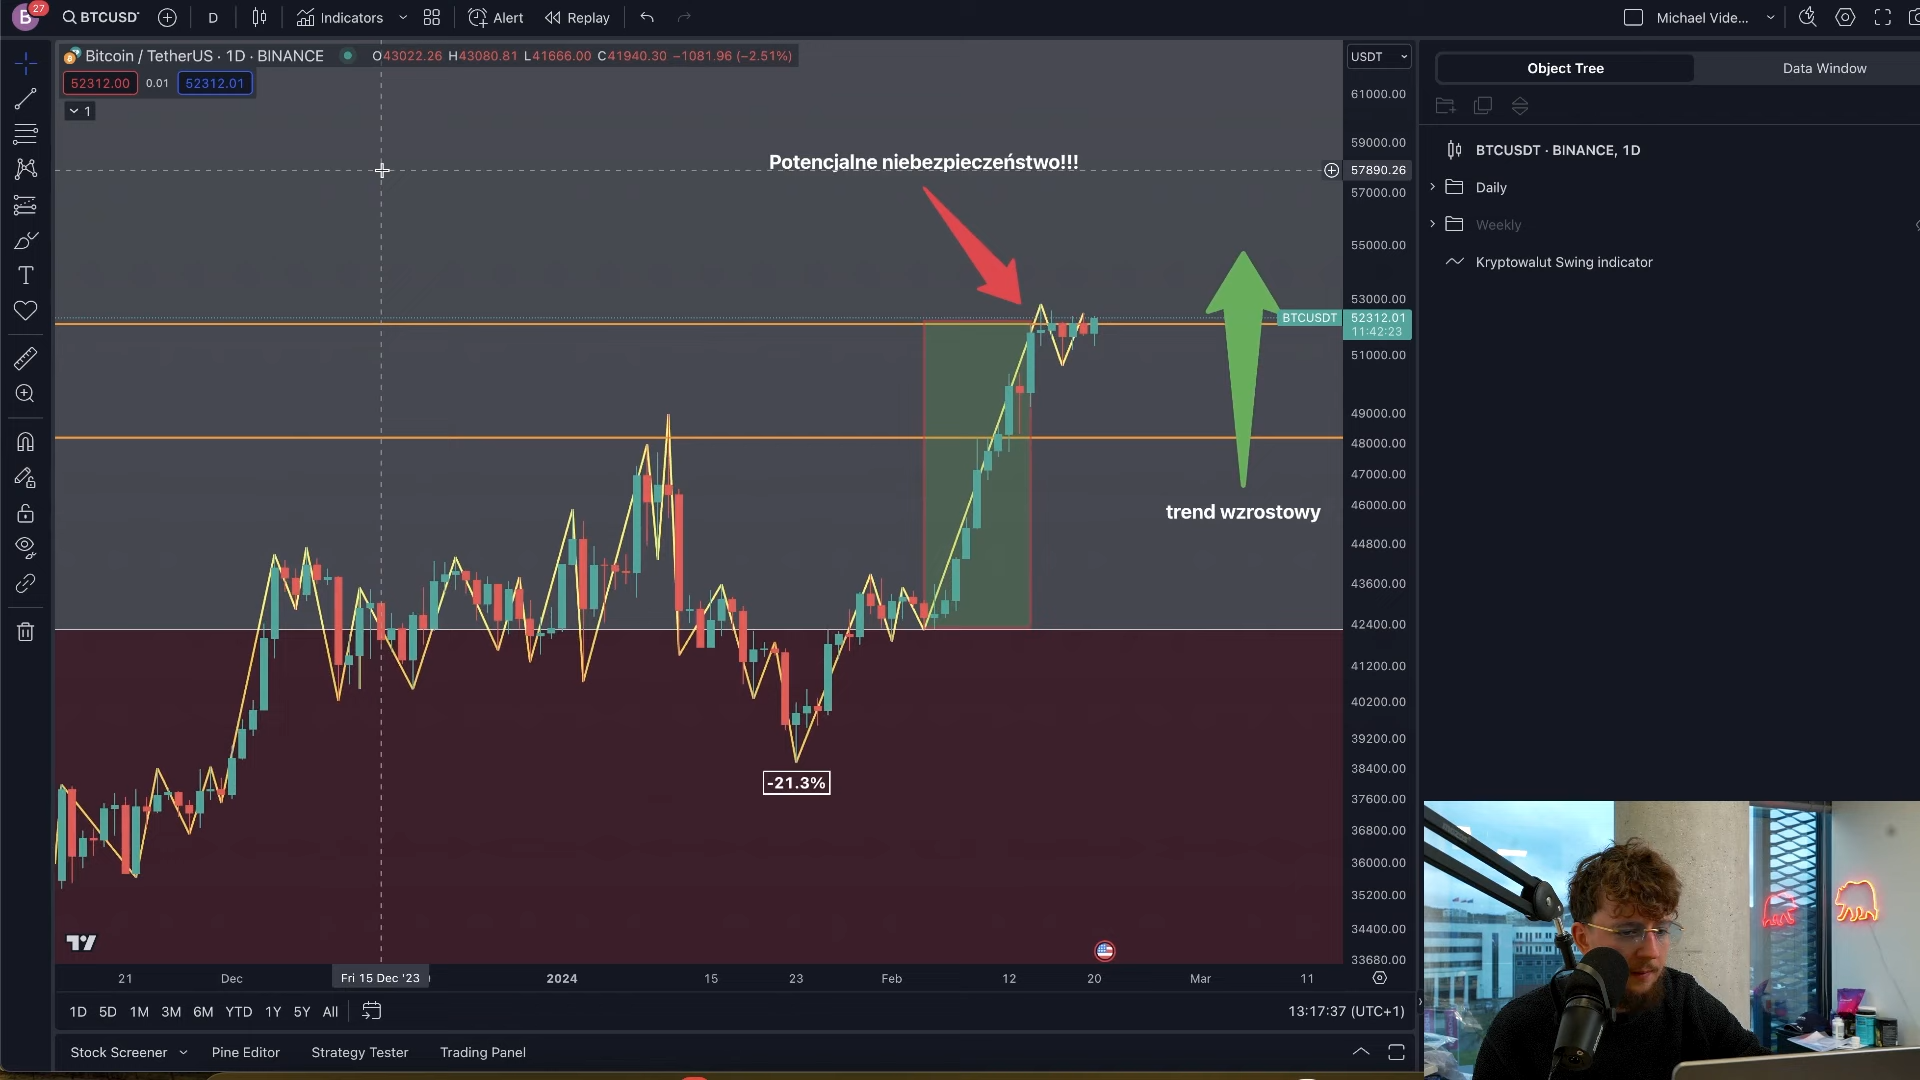 B
27
BTCUSD
D
Indicators
Alert
Replay
Michael Vide...
Bitcoin / TetherUS · 1D · BINANCE
O43022.26 H43080.81 L41666.00 C41940.30 −1081.96 (−2.51%)
52312.00
0.01
52312.01
1
USDT
61000.00
59000.00
57890.26
57000.00
55000.00
53000.00
BTCUSDT
52312.01
11:42:23
51000.00
49000.00
48000.00
47000.00
46000.00
44800.00
43600.00
42400.00
41200.00
40200.00
39200.00
38400.00
37600.00
36800.00
36000.00
35200.00
34400.00
33680.00
Potencjalne niebezpieczeństwo!!!
trend wzrostowy
-21.3%
21
Dec
Fri 15 Dec '23
2024
15
23
Feb
12
20
Mar
11
1D 5D 1M 3M 6M YTD 1Y 5Y All
13:17:37 (UTC+1)
Stock Screener
Pine Editor
Strategy Tester
Trading Panel
Object Tree
Data Window
BTCUSDT · BINANCE, 1D
Daily
Weekly
Kryptowalut Swing indicator